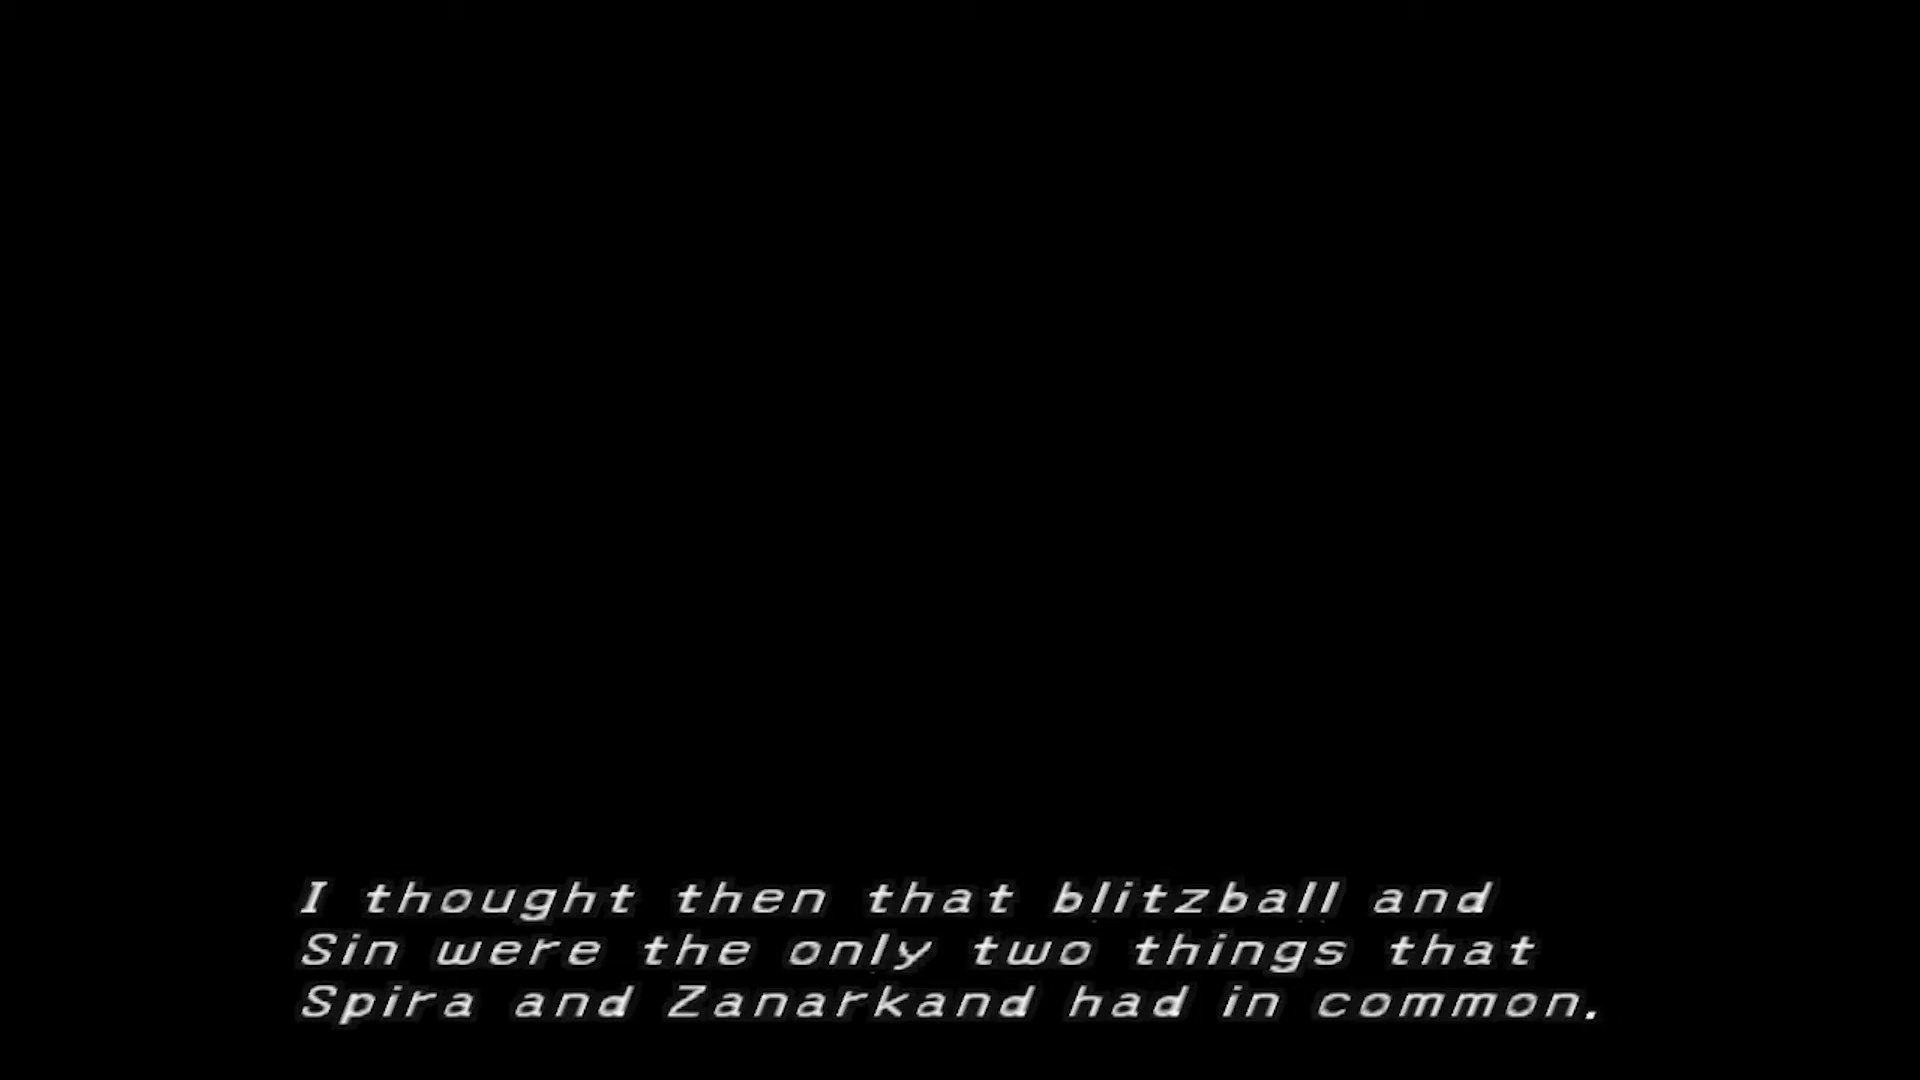 I thought then that blitzball and
Sin were the only two things that
Spira and Zanarkand had in common.